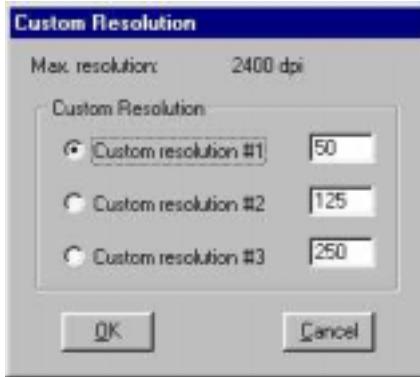 Custom Resolution
Max. resolution: 2400 dpi
Custom Resolution
Custom resolution #1 50
Custom resolution #2 125
Custom resolution #3 250
OK Cancel